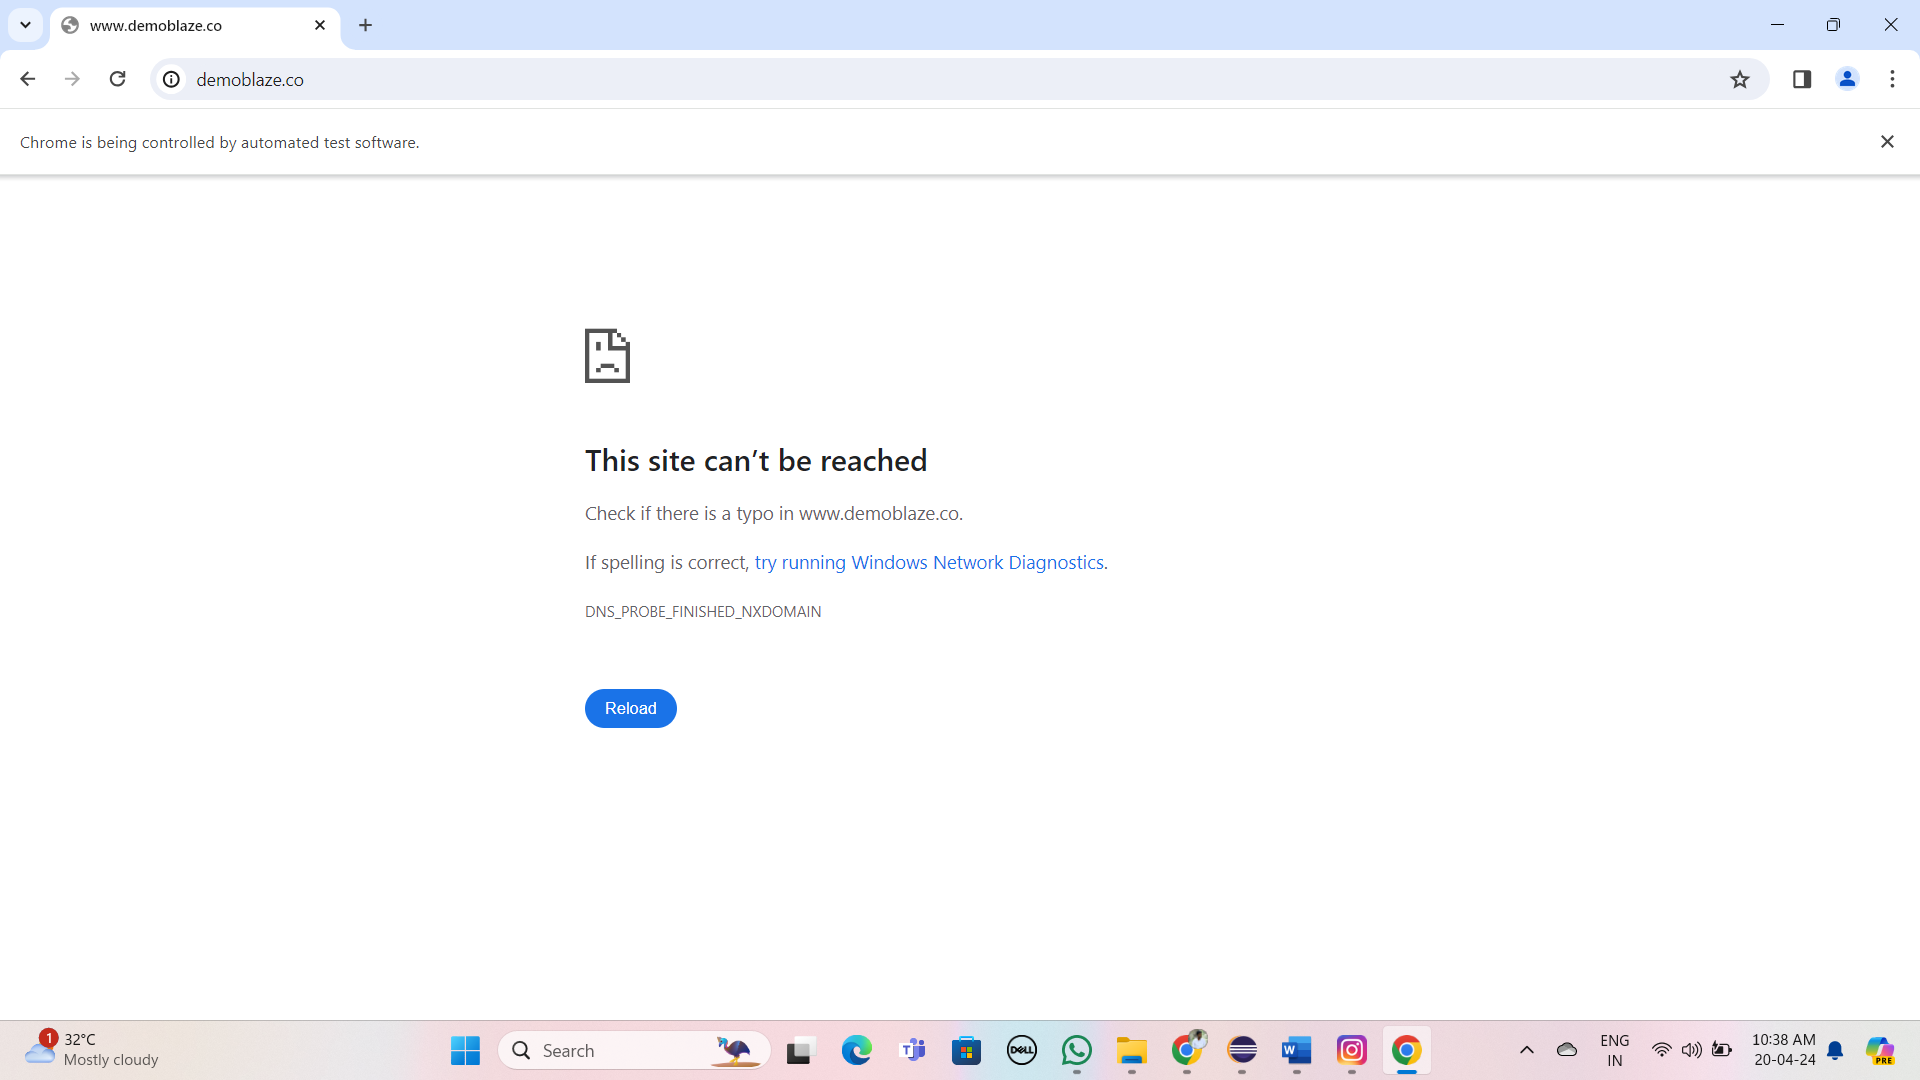 www.demoblaze.co
demoblaze.co
Chrome is being controlled by automated test software.
This site can’t be reached
Check if there is a typo in www.demoblaze.co.
If spelling is correct, try running Windows Network Diagnostics.
DNS_PROBE_FINISHED_NXDOMAIN
Reload
1
32°C
Mostly cloudy
Search
DELL
W
ENG
IN
10:38 AM
20-04-24
PRE